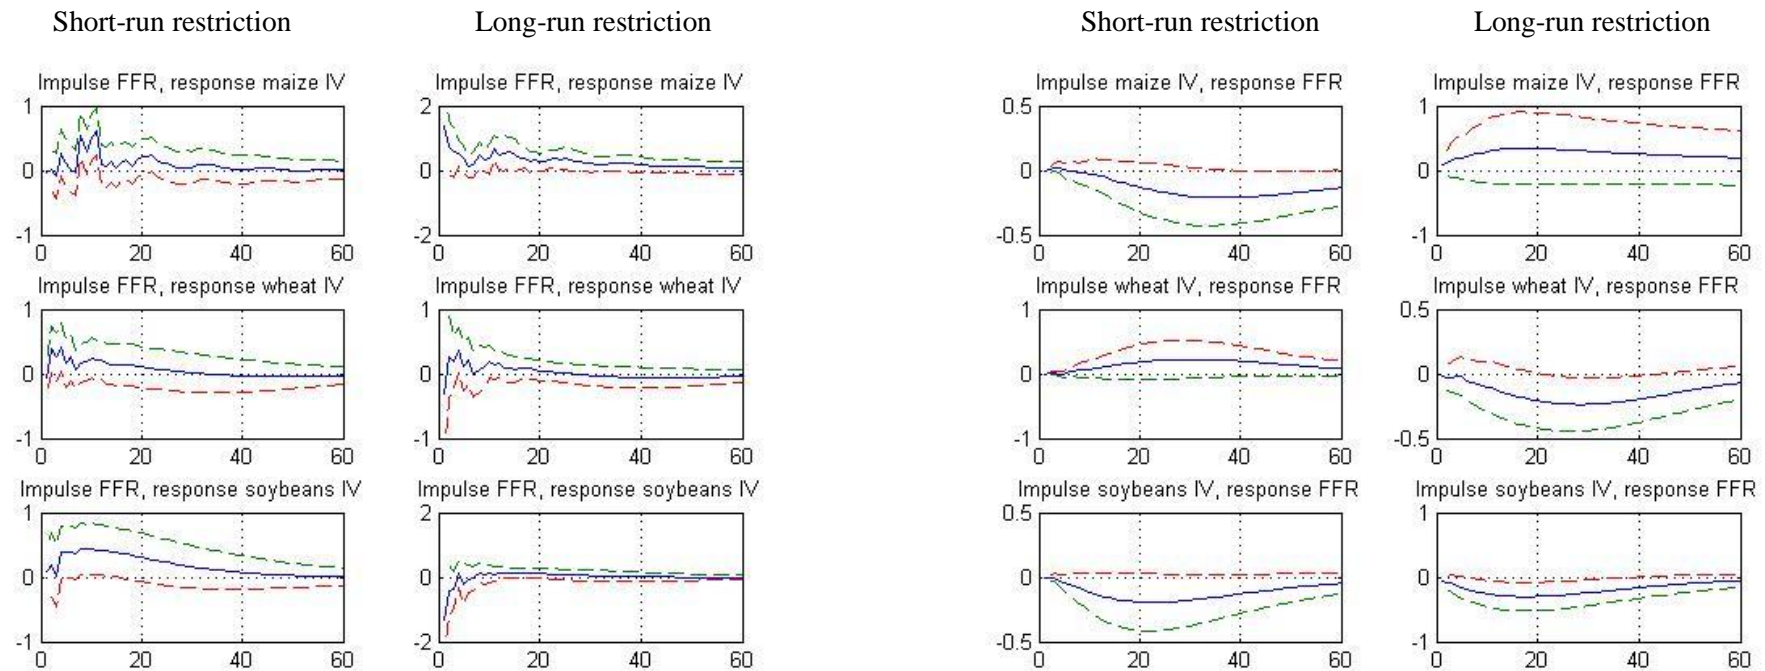 Short-run restriction Long-run restriction Short-run restriction Long-run restriction
Impulse FFR, response maize IV
1
0
-1
0 20 40 60
Impulse FFR, response maize IV
2
0
-2
0 20 40 60
Impulse maize IV, response FFR
0.5
0
-0.5
0 20 40 60
Impulse maize IV, response FFR
1
0
-1
0 20 40 60
Impulse FFR, response wheat IV
1
0
-1
0 20 40 60
Impulse FFR, response wheat IV
1
0
-1
0 20 40 60
Impulse wheat IV, response FFR
1
0
-1
0 20 40 60
Impulse wheat IV, response FFR
0.5
0
-0.5
0 20 40 60
Impulse FFR, response soybeans IV
1
0
-1
0 20 40 60
Impulse FFR, response soybeans IV
2
0
-2
0 20 40 60
Impulse soybeans IV, response FFR
0.5
0
-0.5
0 20 40 60
Impulse soybeans IV, response FFR
1
0
-1
0 20 40 60